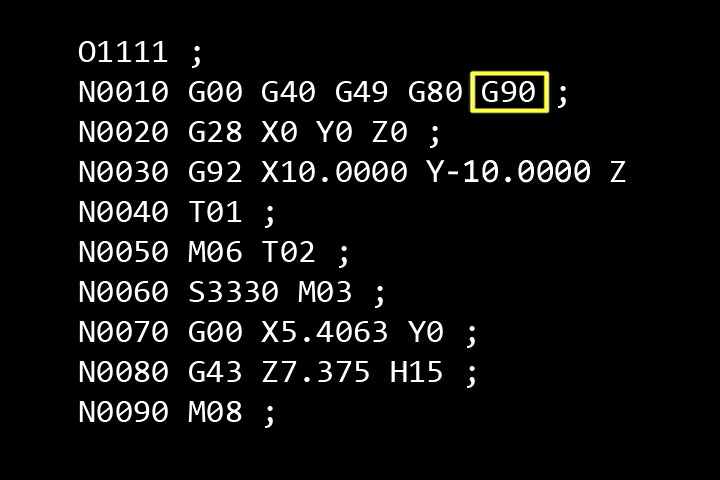 O1111 ;
N0010 G00 G40 G49 G80 G90 ;
N0020 G28 X0 Y0 Z0 ;
N0030 G92 X10.0000 Y-10.0000 Z
N0040 T01 ;
N0050 M06 T02 ;
N0060 S3330 M03 ;
N0070 G00 X5.4063 Y0 ;
N0080 G43 Z7.375 H15 ;
N0090 M08 ;